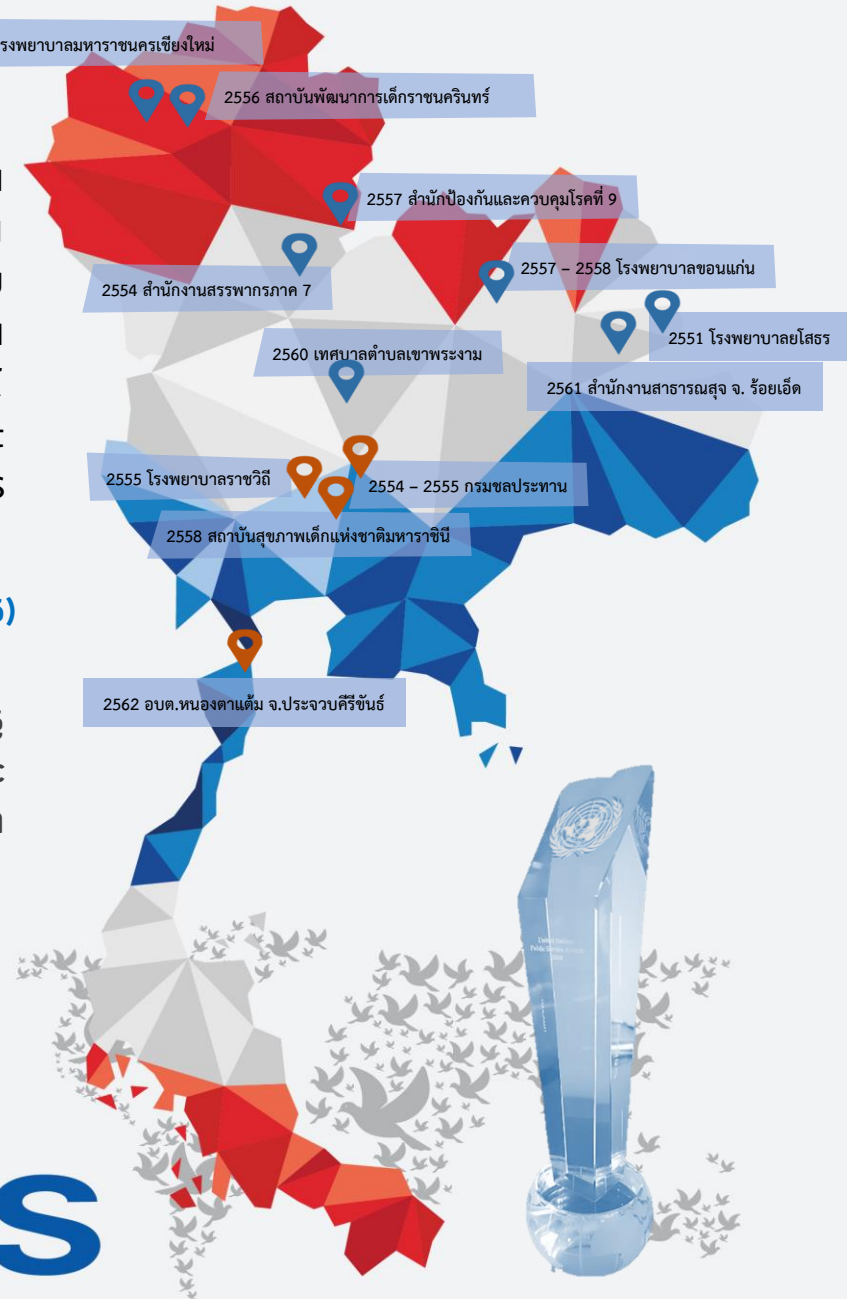 รงพยาบาลมหาราชนครเชียงใหม่
2556 สถาบันพัฒนาการเด็กราชนครินทร์
2557 สำนักป้องกันและควบคุมโรคที่ 9
2557 – 2558 โรงพยาบาลขอนแก่น
2554 สำนักงานสรรพากรภาค 7
2551 โรงพยาบาลยโสธร
2560 เทศบาลตำบลเขาพระงาม
2561 สำนักงานสาธารณสุจ จ. ร้อยเอ็ด
2555 โรงพยาบาลราชวิถี
2554 – 2555 กรมชลประทาน
2558 สถาบันสุขภาพเด็กแห่งชาติมหาราชินี
2562 อบต.หนองตาแต้ม จ.ประจวบคีรีขันธ์
United Nations
Public Service Awards
S